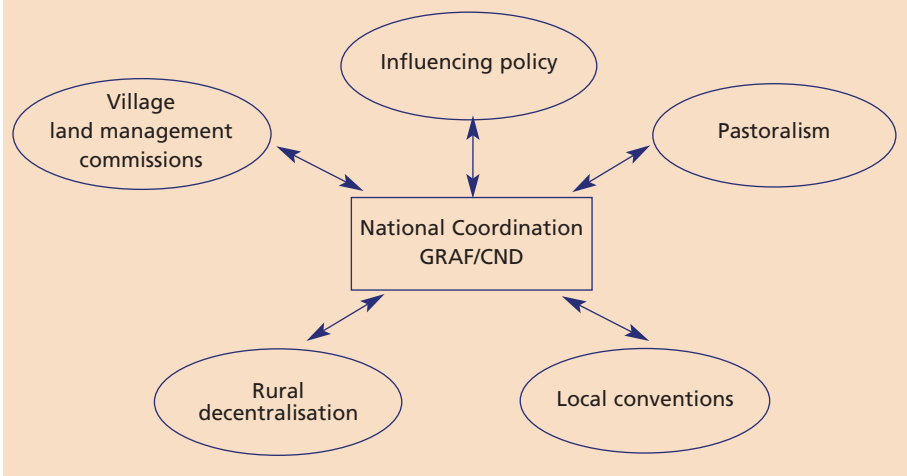 Influencing policy
Village
land management
commissions
Pastoralism
National Coordination
GRAF/CND
Rural
decentralisation
Local conventions